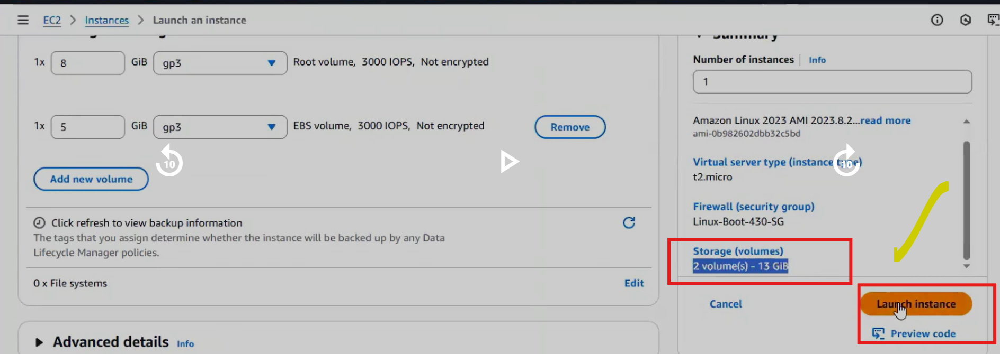 EC2 > Instances > Launch an instance
1x 8 GiB gp3 Root volume, 3000 IOPS, Not encrypted
1x 5 GiB gp3 EBS volume, 3000 IOPS, Not encrypted Remove
10
Add new volume
Click refresh to view backup information
The tags that you assign determine whether the instance will be backed up by any Data
Lifecycle Manager policies.
0 x File systems Edit
Advanced details Info
Summary
Number of instances Info
1
Amazon Linux 2023 AMI 2023.8.2...read more
ami-0b982602dbb32c5bd
Virtual server type (instance type)
10
t2.micro
Firewall (security group)
Linux-Boot-430-SG
Storage (volumes)
2 volume(s) - 13 GiB
Cancel Launch instance
Preview code